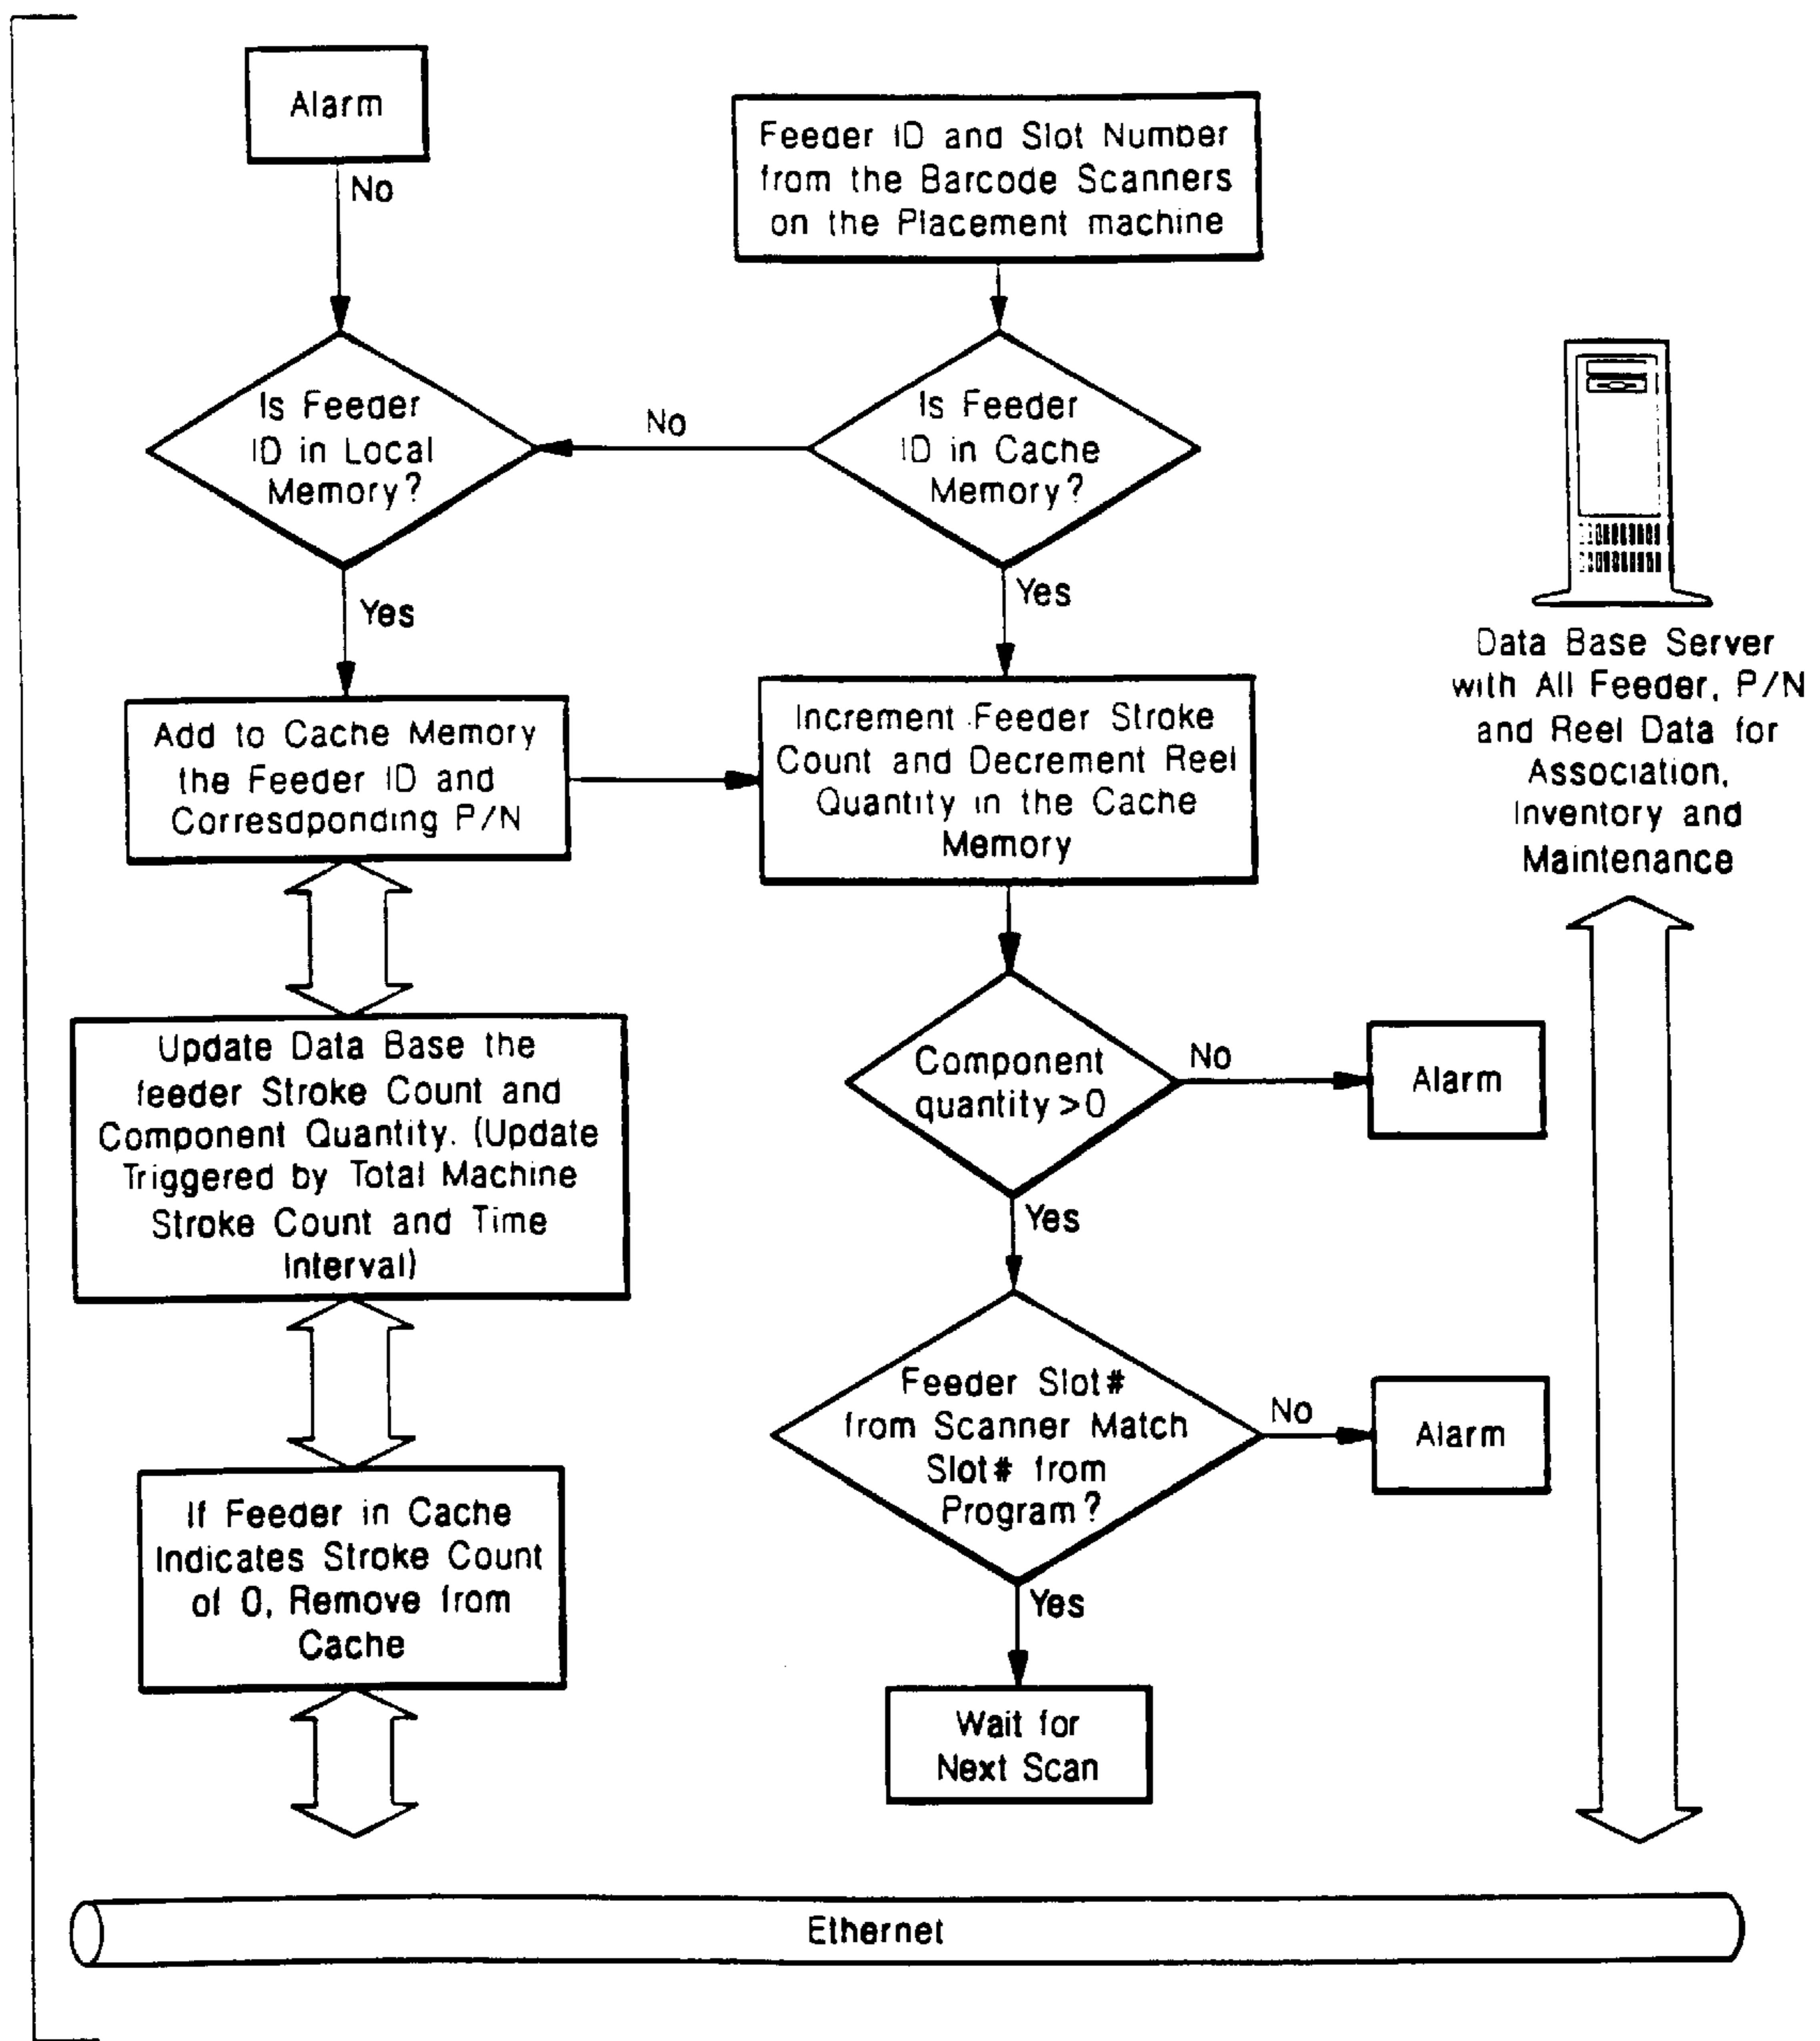 Alarm
No
Feeder ID and Slot Number
from the Barcode Scanners
on the Placement machine
Is Feeder
ID in Local
Memory?
No
Is Feeder
ID in Cache
Memory?
Yes
Yes
Add to Cache Memory
the Feeder ID and
Corresdponding P/N
Increment Feeder Stroke
Count and Decrement Reel
Quantity in the Cache
Memory
Data Base Server
with All Feeder, P/N
and Reel Data for
Association,
Inventory and
Maintenance
Update Data Base the
feeder Stroke Count and
Component Quantity. (Update
Triggered by Total Machine
Stroke Count and Time
Interval)
Component
quantity>0
No
Alarm
Yes
Feeder Slot#
from Scanner Match
Slot# from
Program?
No
Alarm
Yes
If Feeder in Cache
Indicates Stroke Count
of 0, Remove from
Cache
Wait for
Next Scan
Ethernet